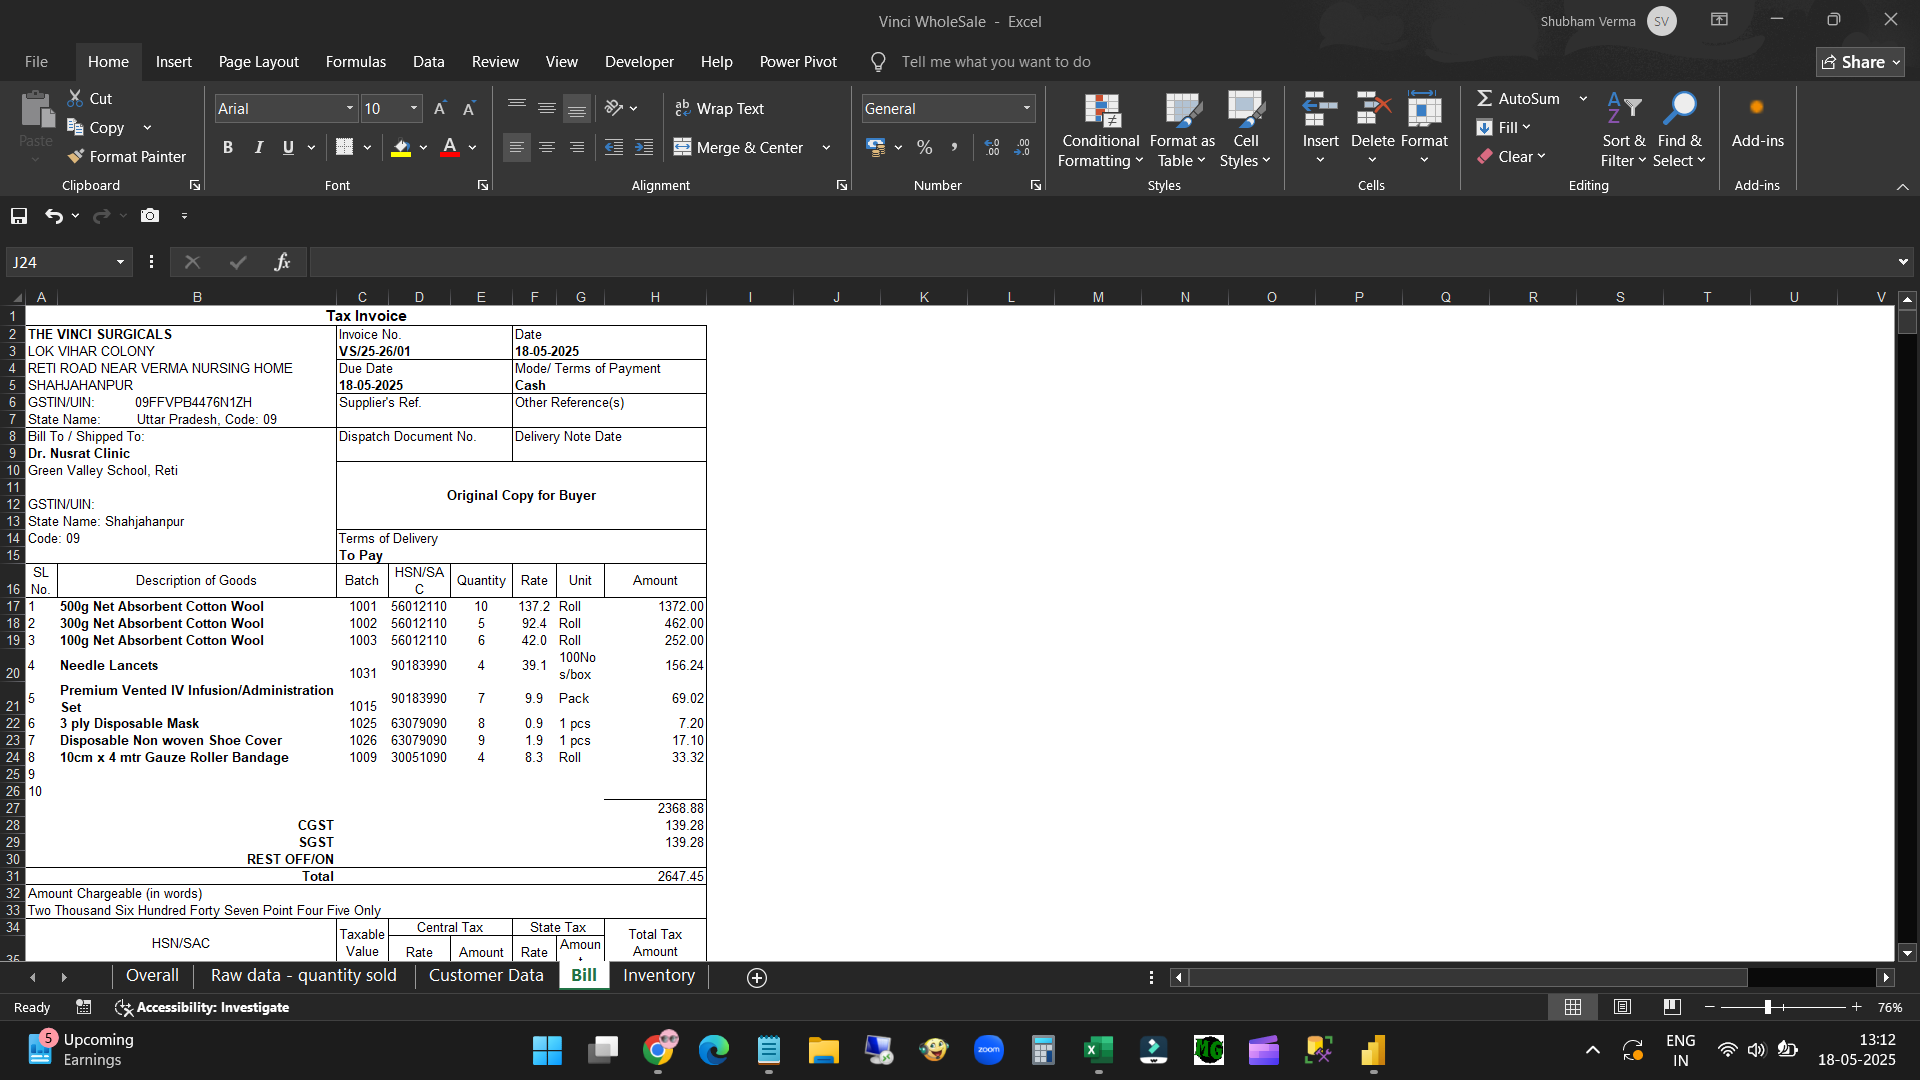 Vinci WholeSale - Excel
Shubham Verma SV
File Home Insert Page Layout Formulas Data Review View Developer Help Power Pivot Tell me what you want to do Share
Paste Cut Copy Format Painter Clipboard
Arial 10 A A B I U A Font
ab Wrap Text Merge & Center Alignment
General % , Number
Conditional Formatting Format as Table Cell Styles Styles
Insert Delete Format Cells
AutoSum Fill Clear Sort & Filter Find & Select Editing
Add-ins Add-ins
J24 fx
A B C D E F G H I J K L M N O P Q R S T U V
1 Tax Invoice
2 THE VINCI SURGICALS Invoice No. Date
3 LOK VIHAR COLONY VS/25-26/01 18-05-2025
4 RETI ROAD NEAR VERMA NURSING HOME Due Date Mode/ Terms of Payment
5 SHAHJAHANPUR 18-05-2025 Cash
6 GSTIN/UIN: 09FFVPB4476N1ZH Supplier's Ref. Other Reference(s)
7 State Name: Uttar Pradesh, Code: 09
8 Bill To / Shipped To: Dispatch Document No. Delivery Note Date
9 Dr. Nusrat Clinic
10 Green Valley School, Reti
11 Original Copy for Buyer
12 GSTIN/UIN:
13 State Name: Shahjahanpur
14 Code: 09 Terms of Delivery
15 To Pay
16 SL No. Description of Goods Batch HSN/SAC Quantity Rate Unit Amount
17 1 500g Net Absorbent Cotton Wool 1001 56012110 10 137.2 Roll 1372.00
18 2 300g Net Absorbent Cotton Wool 1002 56012110 5 92.4 Roll 462.00
19 3 100g Net Absorbent Cotton Wool 1003 56012110 6 42.0 Roll 252.00
20 4 Needle Lancets 1031 90183990 4 39.1 100Nos/box 156.24
21 5 Premium Vented IV Infusion/Administration Set 1015 90183990 7 9.9 Pack 69.02
22 6 3 ply Disposable Mask 1025 63079090 8 0.9 1 pcs 7.20
23 7 Disposable Non woven Shoe Cover 1026 63079090 9 1.9 1 pcs 17.10
24 8 10cm x 4 mtr Gauze Roller Bandage 1009 30051090 4 8.3 Roll 33.32
25 9
26 10
27 2368.88
28 CGST 139.28
29 SGST 139.28
30 REST OFF/ON
31 Total 2647.45
32 Amount Chargeable (in words)
33 Two Thousand Six Hundred Forty Seven Point Four Five Only
34 HSN/SAC Taxable Value Central Tax State Tax Total Tax Amount
35 Rate Amount Rate Amoun
Overall Raw data - quantity sold Customer Data Bill Inventory
Ready Accessibility: Investigate 76%
5 Upcoming
Earnings
zoom
MG
ENG
IN
13:12
18-05-2025